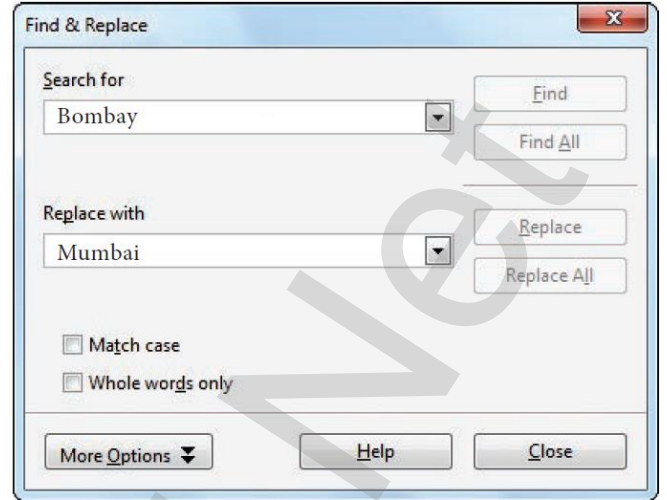 Find & Replace
Search for
Bombay
Find
Find All
Replace with
Mumbai
Replace
Replace All
Match case
Whole words only
More Options
Help
Close
Net